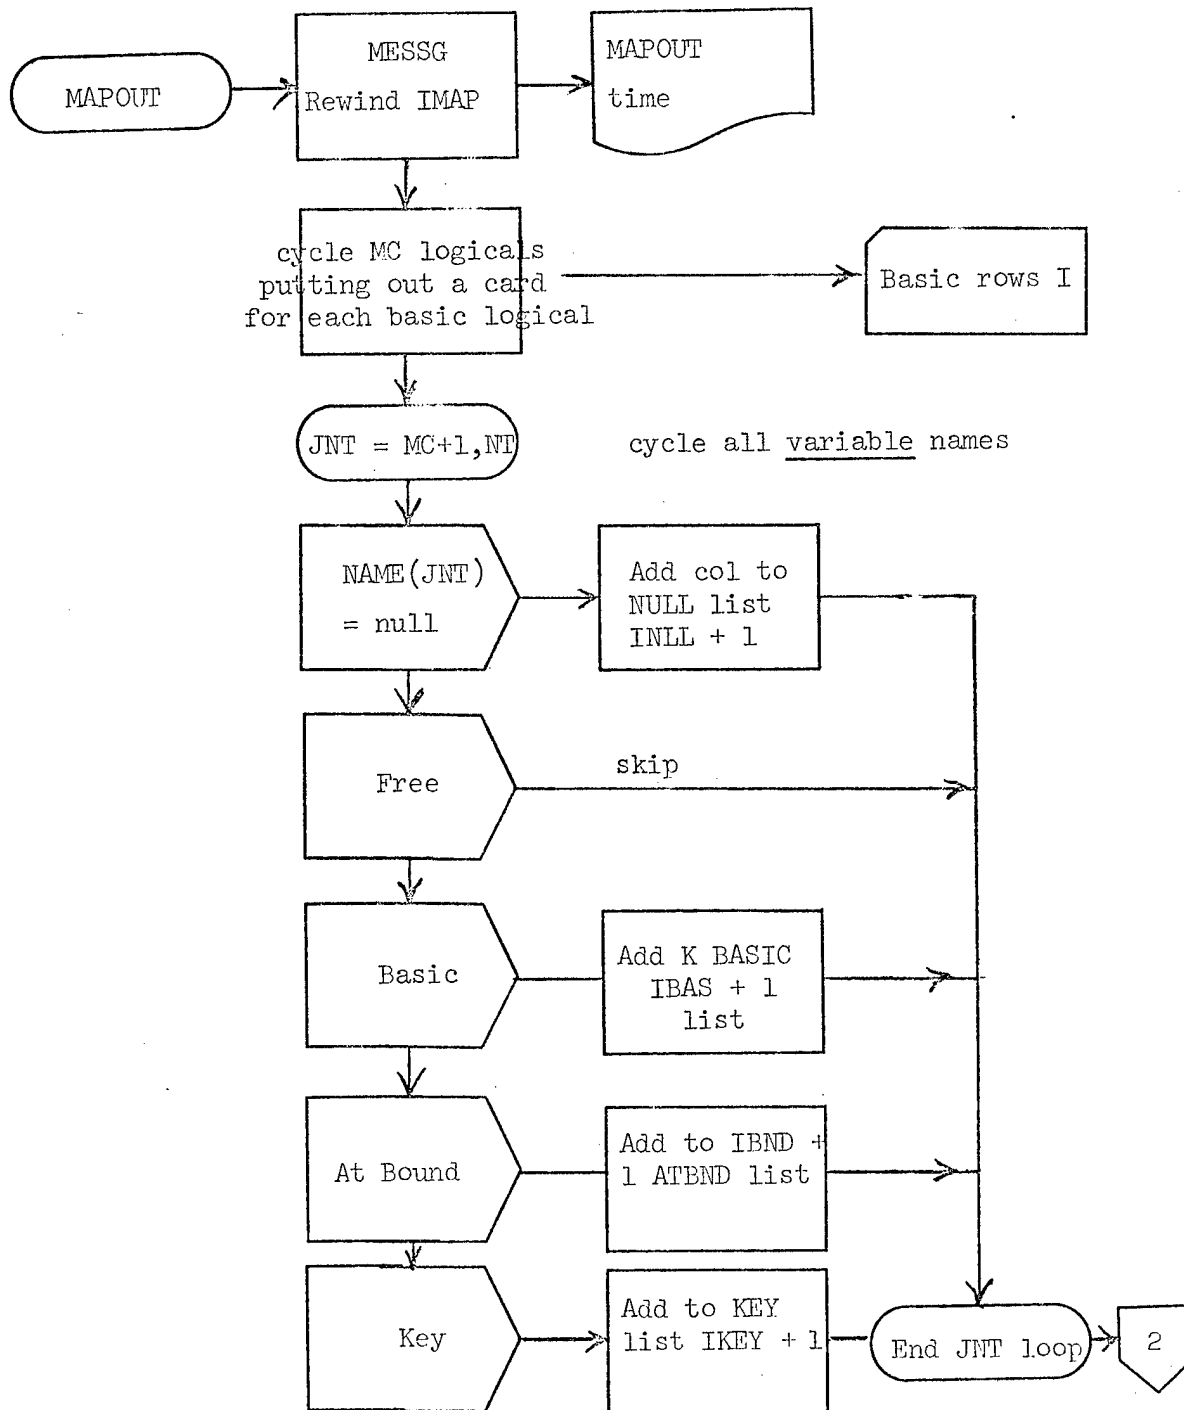 MAPOUT
MESSG
Rewind IMAP
MAPOUT
time
cycle MC logicals
putting out a card
for each basic logical
Basic rows I
JNT = MC+1,NT
cycle all variable names
NAME(JNT)
= null
Add col to
NULL list
INLL + 1
Free
skip
Basic
Add K BASIC
IBAS + 1
list
At Bound
Add to IBND +
1 ATBND list
Key
Add to KEY
list IKEY + 1
End JNT loop
2